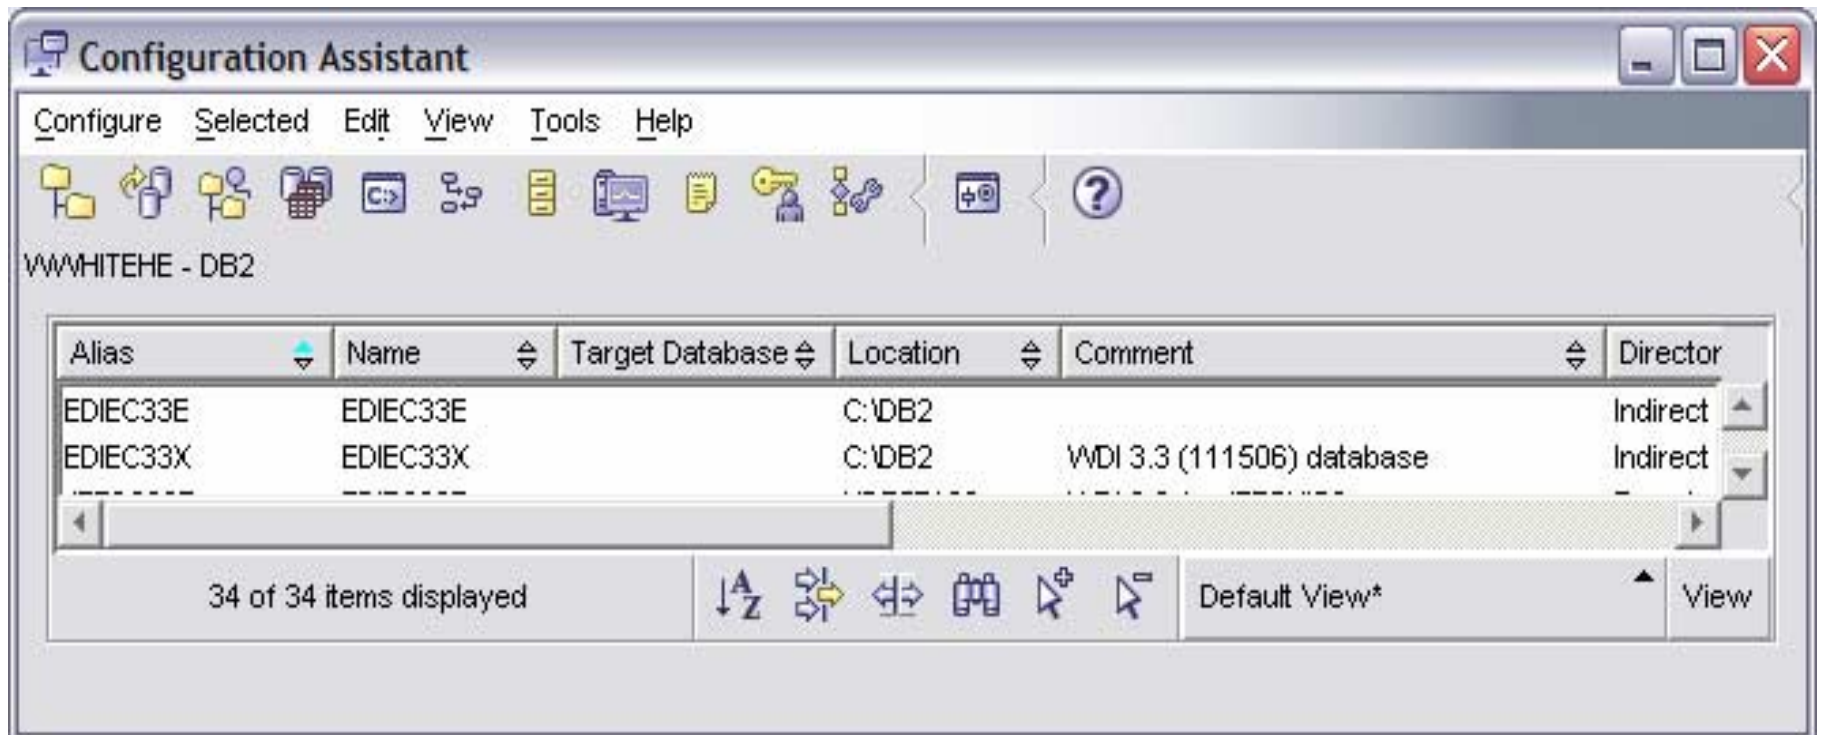 Configuration Assistant
Configure Selected Edit View Tools Help
C:>
WWHITEHE - DB2
Alias Name Target Database Location Comment Director
EDIEC33E EDIEC33E C:\DB2 Indirect
EDIEC33X EDIEC33X C:\DB2 WDI 3.3 (111506) database Indirect
34 of 34 items displayed Default View* View